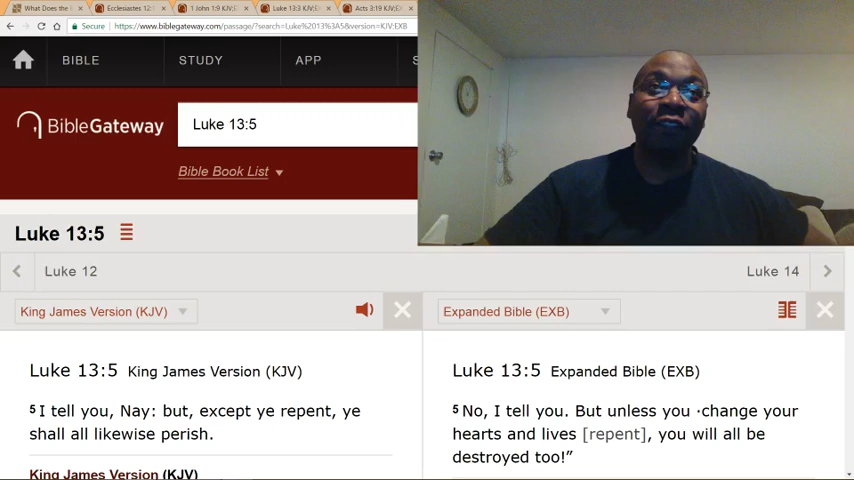 What Does the B
Ecclesiastes 12:
1 John 1:9 KJV;E
Luke 13:3 KJV;EX
Acts 3:19 KJV;EX
Secure
https://www.biblegateway.com/passage/?search=Luke%2013%3A5&version=KJV;EXB
BIBLE
STUDY
APP
S
BibleGateway
Luke 13:5
Bible Book List
Luke 13:5
Luke 12
Luke 14
King James Version (KJV)
Expanded Bible (EXB)
Luke 13:5 King James Version (KJV)
5 I tell you, Nay: but, except ye repent, ye
shall all likewise perish.
King James Version (KJV)
Luke 13:5 Expanded Bible (EXB)
5 No, I tell you. But unless you ·change your
hearts and lives [repent], you will all be
destroyed too!”